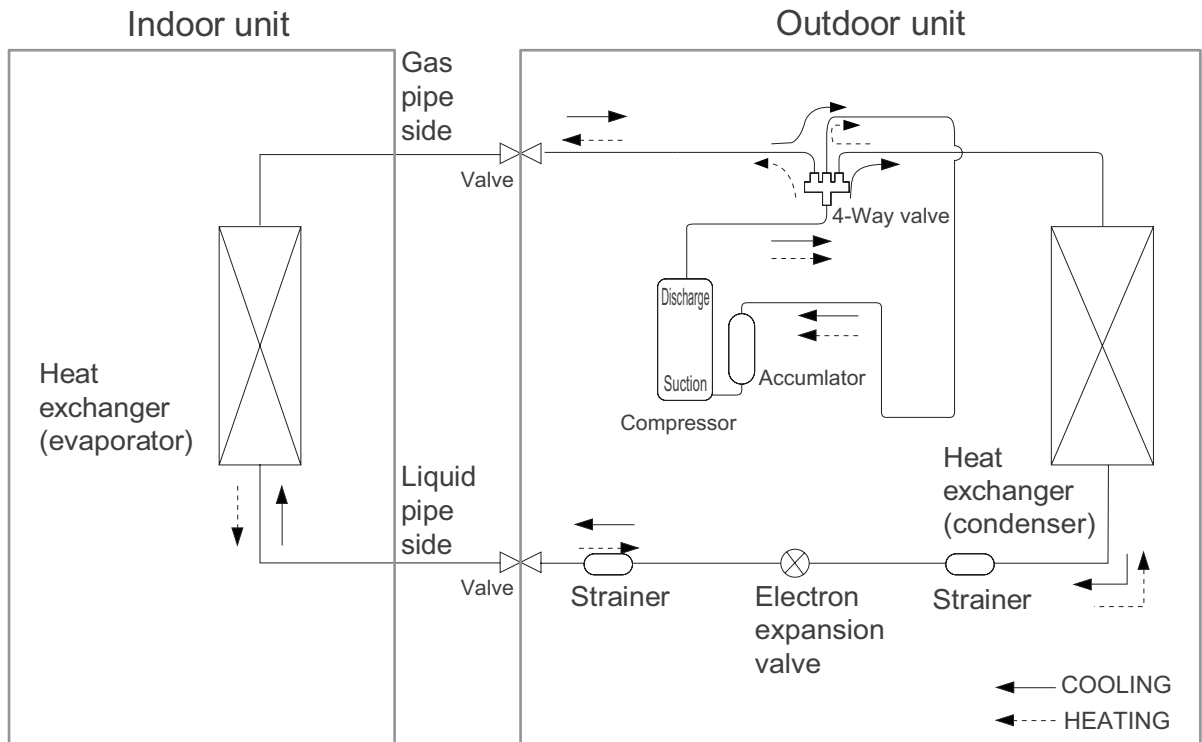 Indoor unit
Outdoor unit
Gas
pipe
side
Valve
4-Way valve
Discharge
Suction
Accumlator
Compressor
Heat
exchanger
(evaporator)
Liquid
pipe
side
Heat
exchanger
(condenser)
Valve
Strainer
Electron
expansion
valve
Strainer
COOLING
HEATING